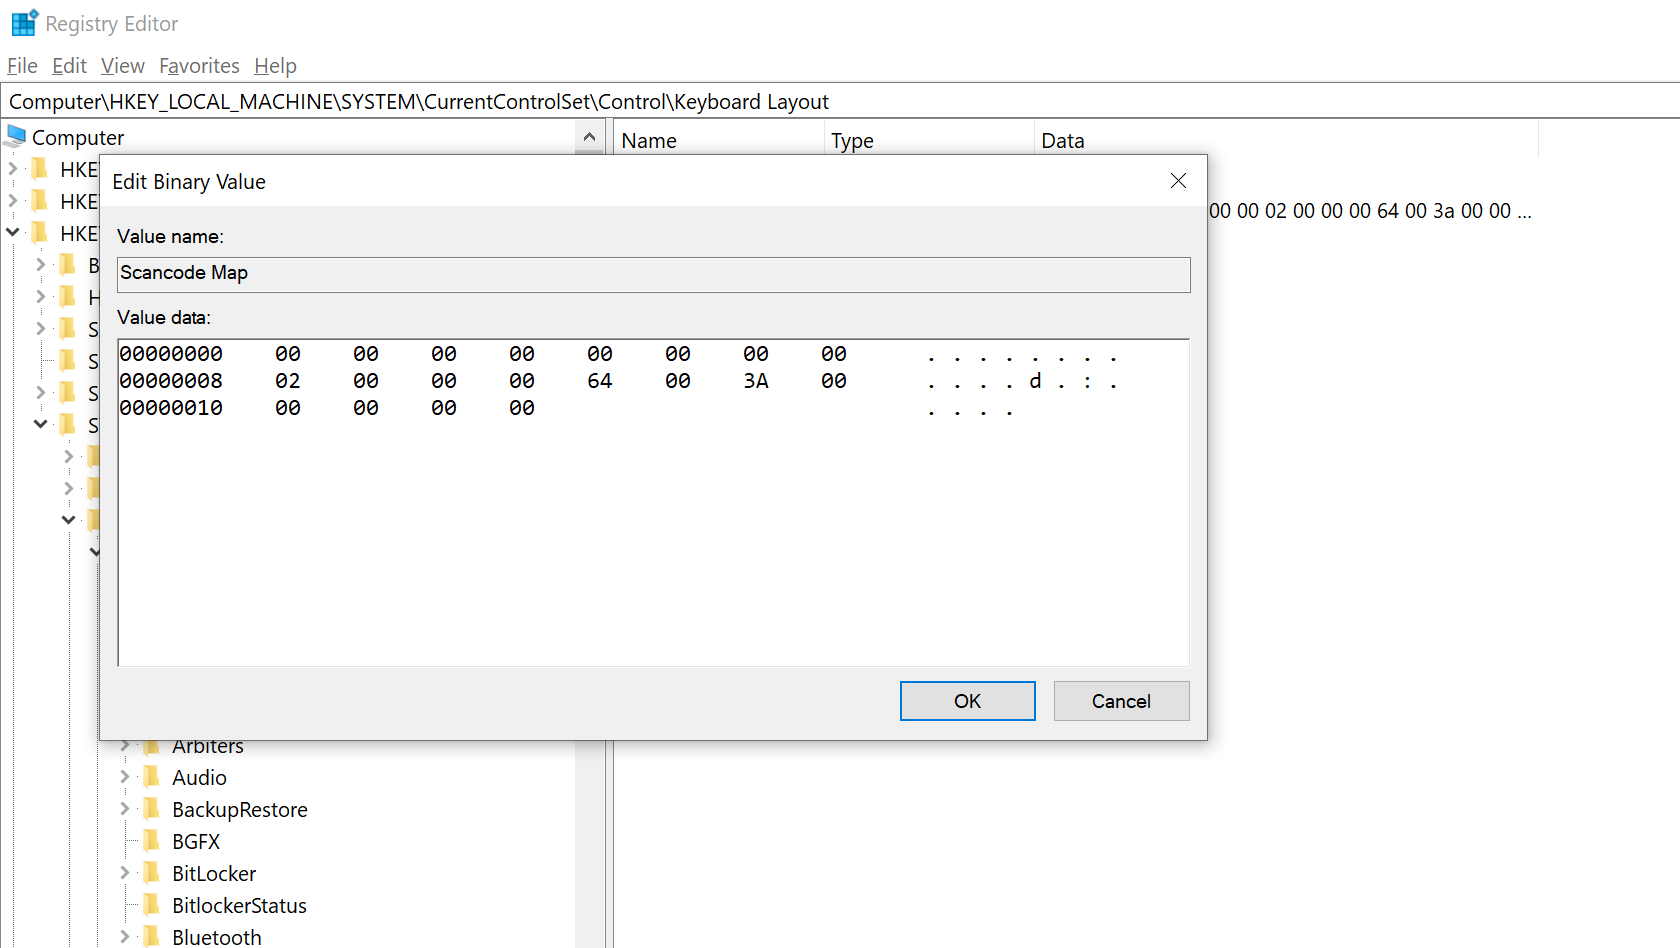 Registry Editor
File Edit View Favorites Help
Computer\HKEY_LOCAL_MACHINE\SYSTEM\CurrentControlSet\Control\Keyboard Layout
Computer
Name Type Data
HKE
HKE
HKE
B
H
S
S
S
S
00 00 02 00 00 00 64 00 3a 00 00 ...
Edit Binary Value
Value name:
Scancode Map
Value data:
00000000 00 00 00 00 00 00 00 00 . . . . . . . .
00000008 02 00 00 00 64 00 3A 00 . . . . d . : .
00000010 00 00 00 00 . . . .
OK Cancel
Arbiters
Audio
BackupRestore
BGFX
BitLocker
BitlockerStatus
Bluetooth